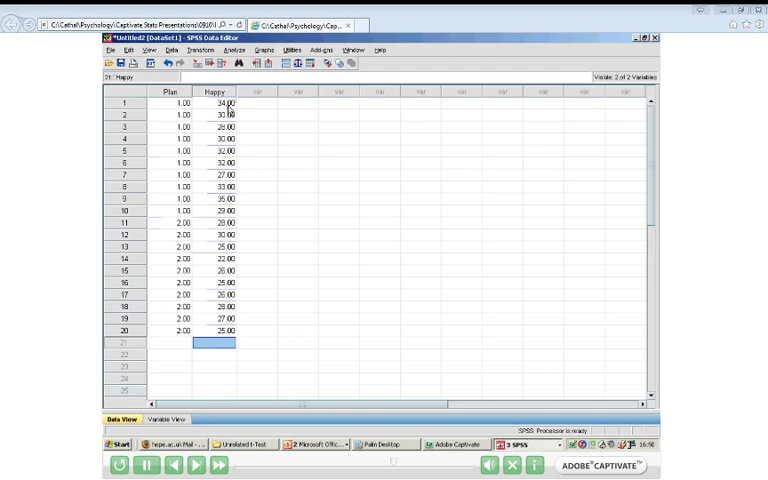 C:\Cathal\Psychology\Captivate Stats Presentations\0910\I
C:\Cathal\Psychology\Cap...
*Untitled2 [DataSet1] - SPSS Data Editor
File Edit View Data Transform Analyze Graphs Utilities Add-ons Window Help
21 : Happy
Visible: 2 of 2 Variables
Plan Happy var var var var var var var var var var
1 1.00 34.00
2 1.00 30.00
3 1.00 28.00
4 1.00 30.00
5 1.00 32.00
6 1.00 32.00
7 1.00 27.00
8 1.00 33.00
9 1.00 35.00
10 1.00 29.00
11 2.00 28.00
12 2.00 30.00
13 2.00 25.00
14 2.00 22.00
15 2.00 26.00
16 2.00 25.00
17 2.00 26.00
18 2.00 28.00
19 2.00 27.00
20 2.00 25.00
21
22
23
24
25
Data View Variable View
SPSS Processor is ready
Start hope.ac.uk Mail - ... Unrelated t-Test 2 Microsoft Offic... Palm Desktop Adobe Captivate 3 SPSS 16:50
ADOBE® CAPTIVATE™